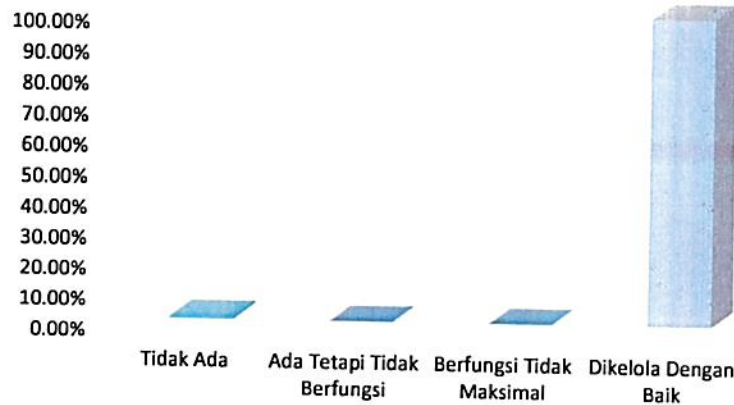 100.00%
90.00%
80.00%
70.00%
60.00%
50.00%
40.00%
30.00%
20.00%
10.00%
0.00%
Tidak Ada
Ada Tetapi Tidak
Berfungsi
Berfungsi Tidak
Maksimal
Dikelola Dengan
Baik